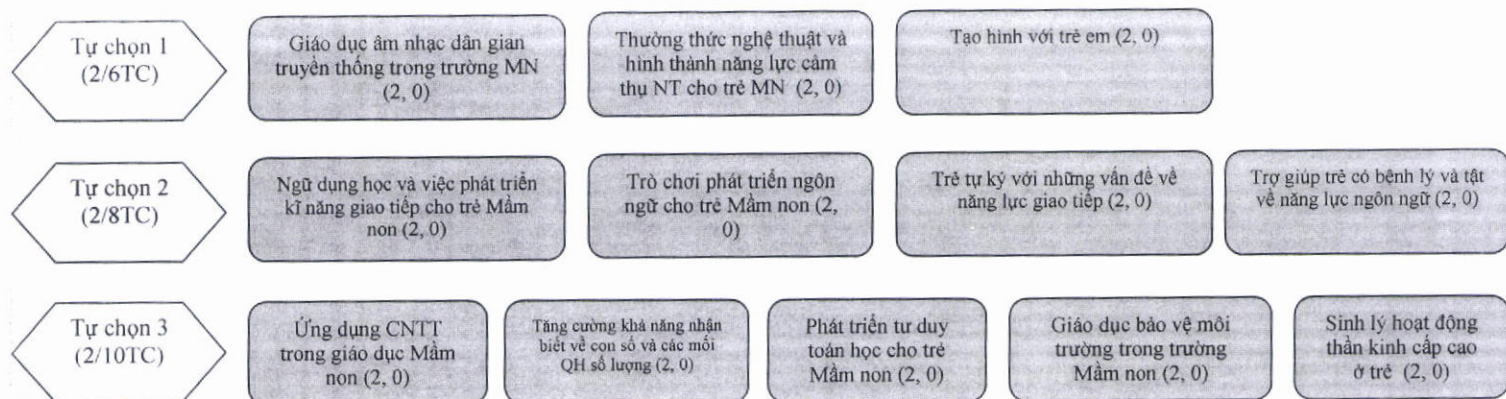 Tự chọn 1
(2/6TC)
Giáo dục âm nhạc dân gian
truyền thống trong trường MN
(2, 0)
Thường thức nghệ thuật và
hình thành năng lực cảm
thụ NT cho trẻ MN (2, 0)
Tạo hình với trẻ em (2, 0)
Tự chọn 2
(2/8TC)
Ngữ dụng học và việc phát triển
kĩ năng giao tiếp cho trẻ Mầm
non (2, 0)
Trò chơi phát triển ngôn
ngữ cho trẻ Mầm non (2,
0)
Trẻ tự kỷ với những vấn đề về
năng lực giao tiếp (2, 0)
Trợ giúp trẻ có bệnh lý và tật
về năng lực ngôn ngữ (2, 0)
Tự chọn 3
(2/10TC)
Ứng dụng CNTT
trong giáo dục Mầm
non (2, 0)
Tăng cường khả năng nhận
biết về con số và các mối
QH số lượng (2, 0)
Phát triển tư duy
toán học cho trẻ
Mầm non (2, 0)
Giáo dục bảo vệ môi
trường trong trường
Mầm non (2, 0)
Sinh lý hoạt động
thần kinh cấp cao
ở trẻ (2, 0)